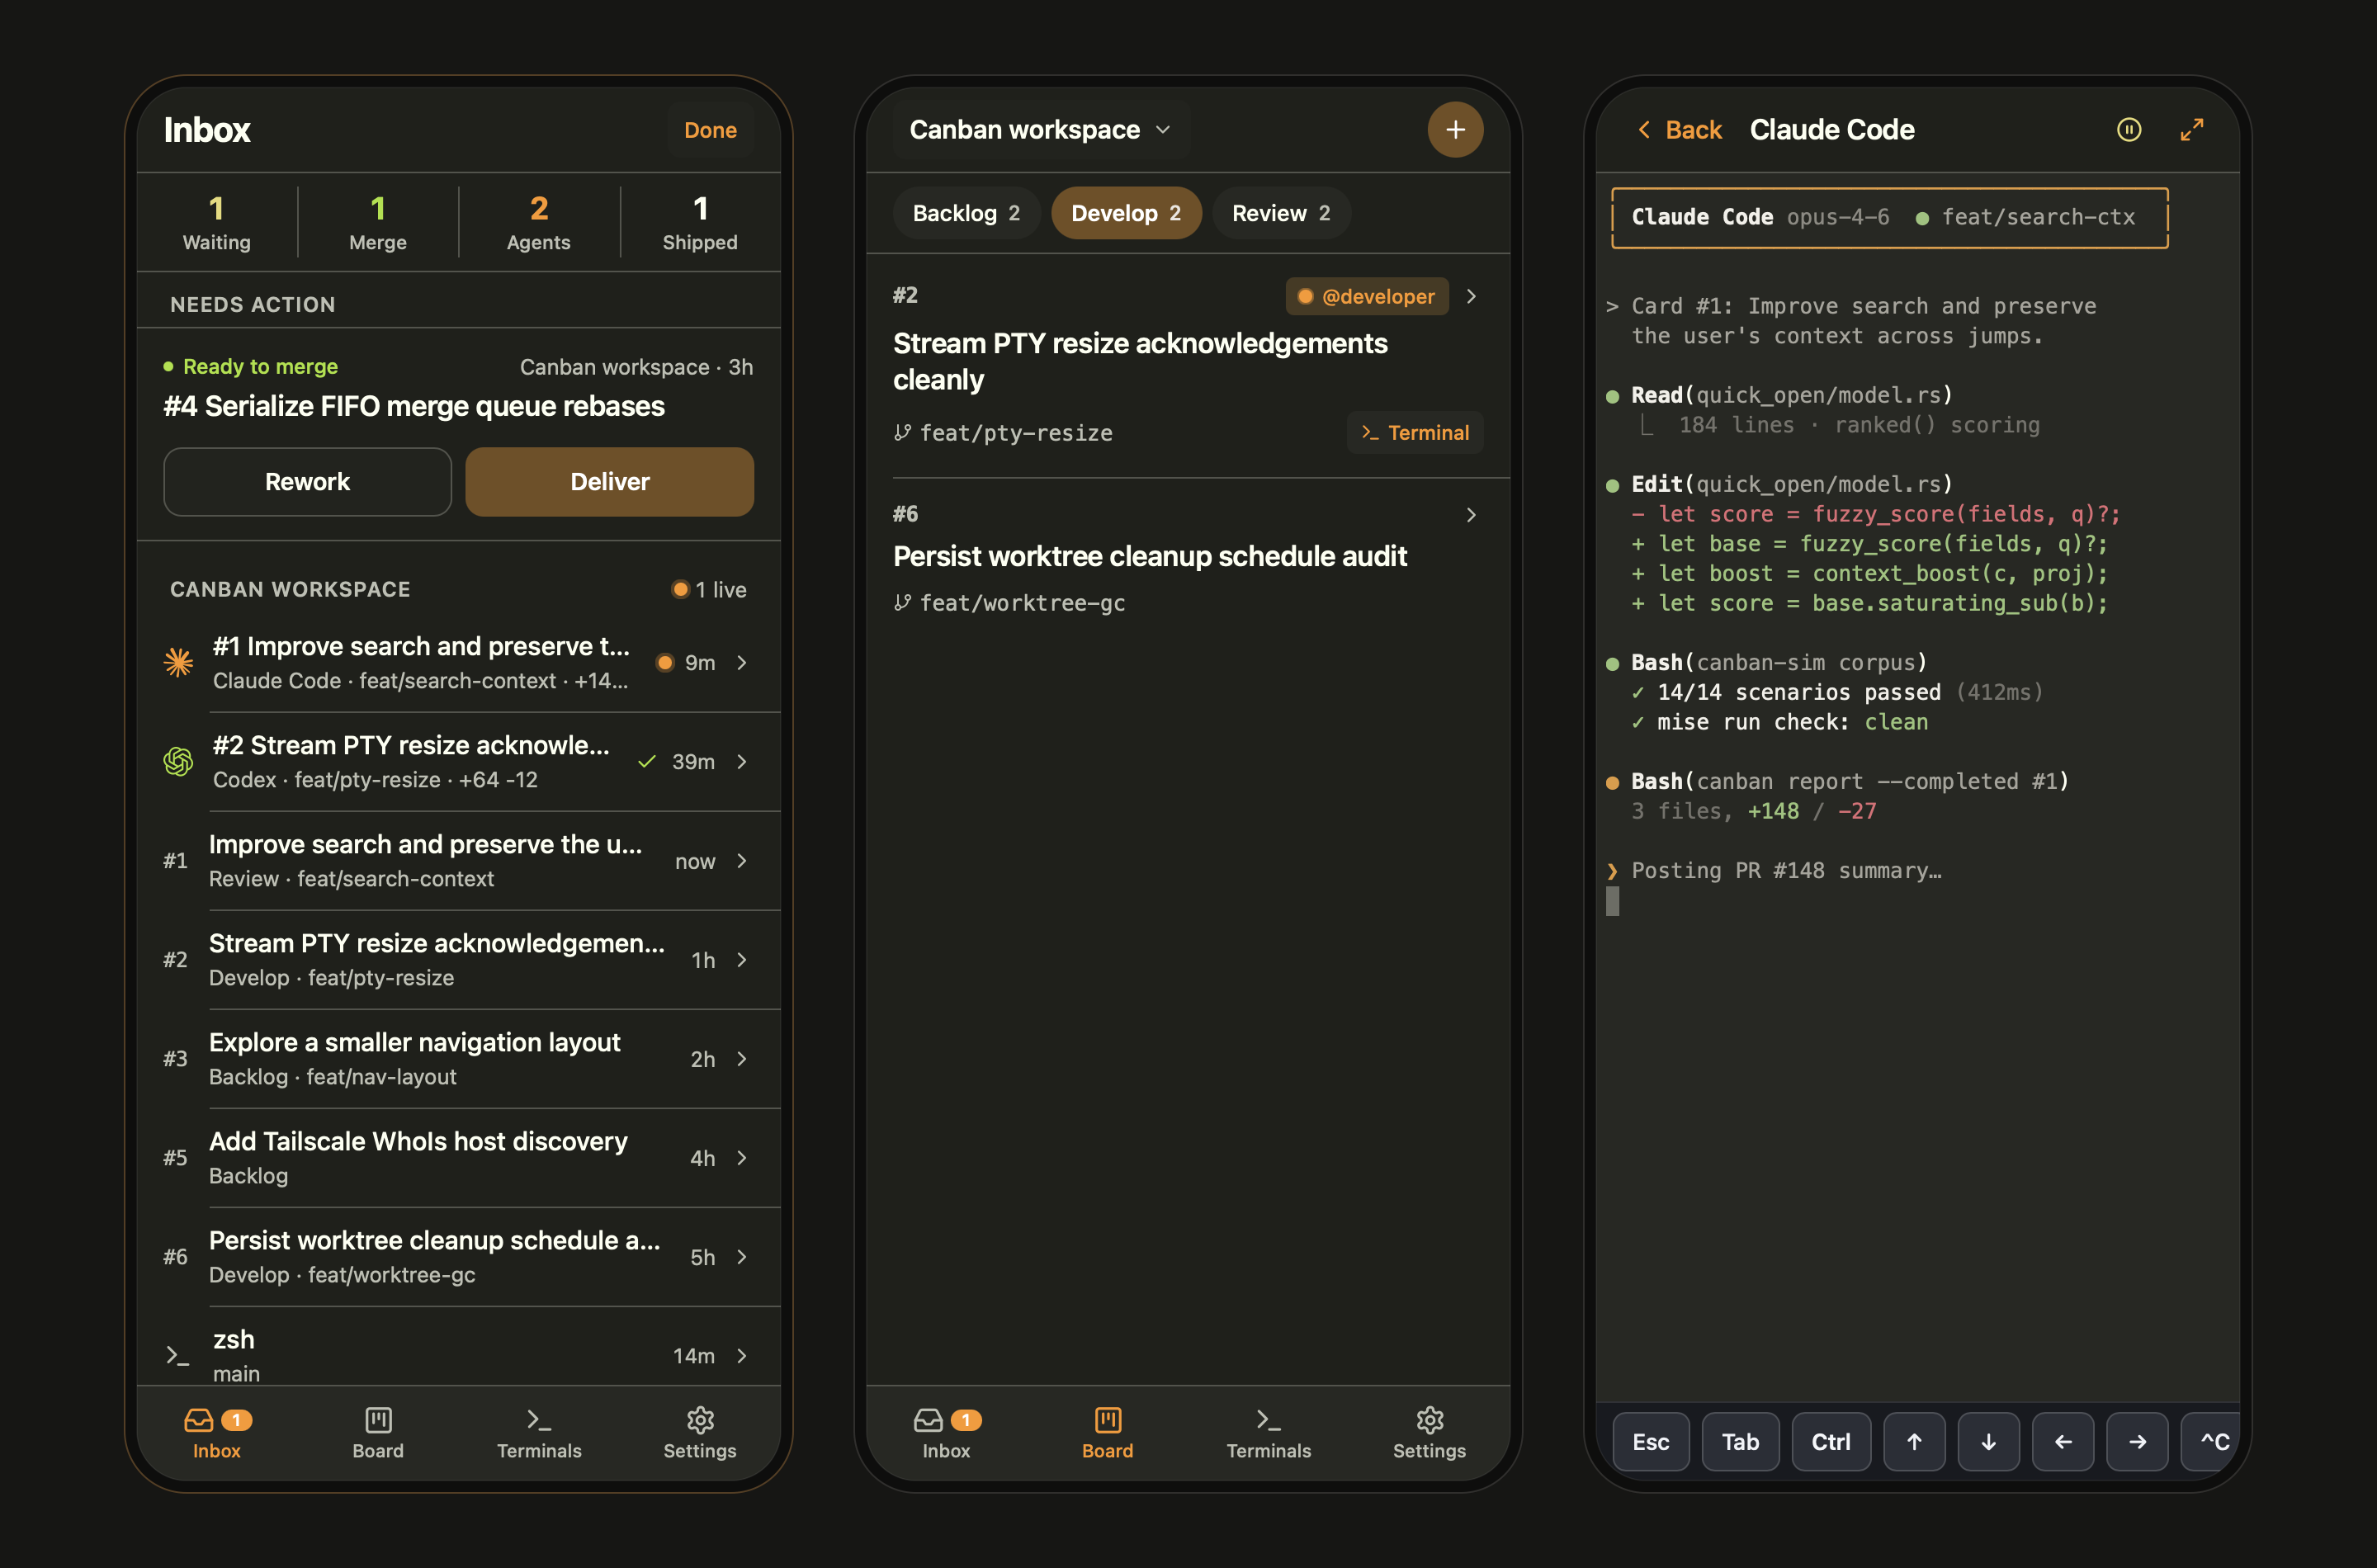 Inbox
Done
1
Waiting
1
Merge
2
Agents
1
Shipped
NEEDS ACTION
Ready to merge
Canban workspace · 3h
#4 Serialize FIFO merge queue rebases
Rework
Deliver
CANBAN WORKSPACE
1 live
#1 Improve search and preserve t...
9m
Claude Code · feat/search-context · +14...
#2 Stream PTY resize acknowle...
39m
Codex · feat/pty-resize · +64 -12
#1
Improve search and preserve the u...
now
Review · feat/search-context
#2
Stream PTY resize acknowledgemen...
1h
Develop · feat/pty-resize
#3
Explore a smaller navigation layout
2h
Backlog · feat/nav-layout
#5
Add Tailscale WhoIs host discovery
4h
Backlog
#6
Persist worktree cleanup schedule a...
5h
Develop · feat/worktree-gc
zsh
14m
main
1
Inbox
Board
Terminals
Settings
Canban workspace
+
Backlog 2
Develop 2
Review 2
#2
@developer
Stream PTY resize acknowledgements
cleanly
feat/pty-resize
Terminal
#6
Persist worktree cleanup schedule audit
feat/worktree-gc
1
Inbox
Board
Terminals
Settings
Back
Claude Code
Claude Code opus-4-6 ● feat/search-ctx
> Card #1: Improve search and preserve
the user's context across jumps.
● Read(quick_open/model.rs)
⎿ 184 lines · ranked() scoring
● Edit(quick_open/model.rs)
- let score = fuzzy_score(fields, q)?;
+ let base = fuzzy_score(fields, q)?;
+ let boost = context_boost(c, proj);
+ let score = base.saturating_sub(b);
● Bash(canban-sim corpus)
✓ 14/14 scenarios passed (412ms)
✓ mise run check: clean
● Bash(canban report --completed #1)
3 files, +148 / -27
❯ Posting PR #148 summary…
Esc
Tab
Ctrl
↑
↓
←
→
^C